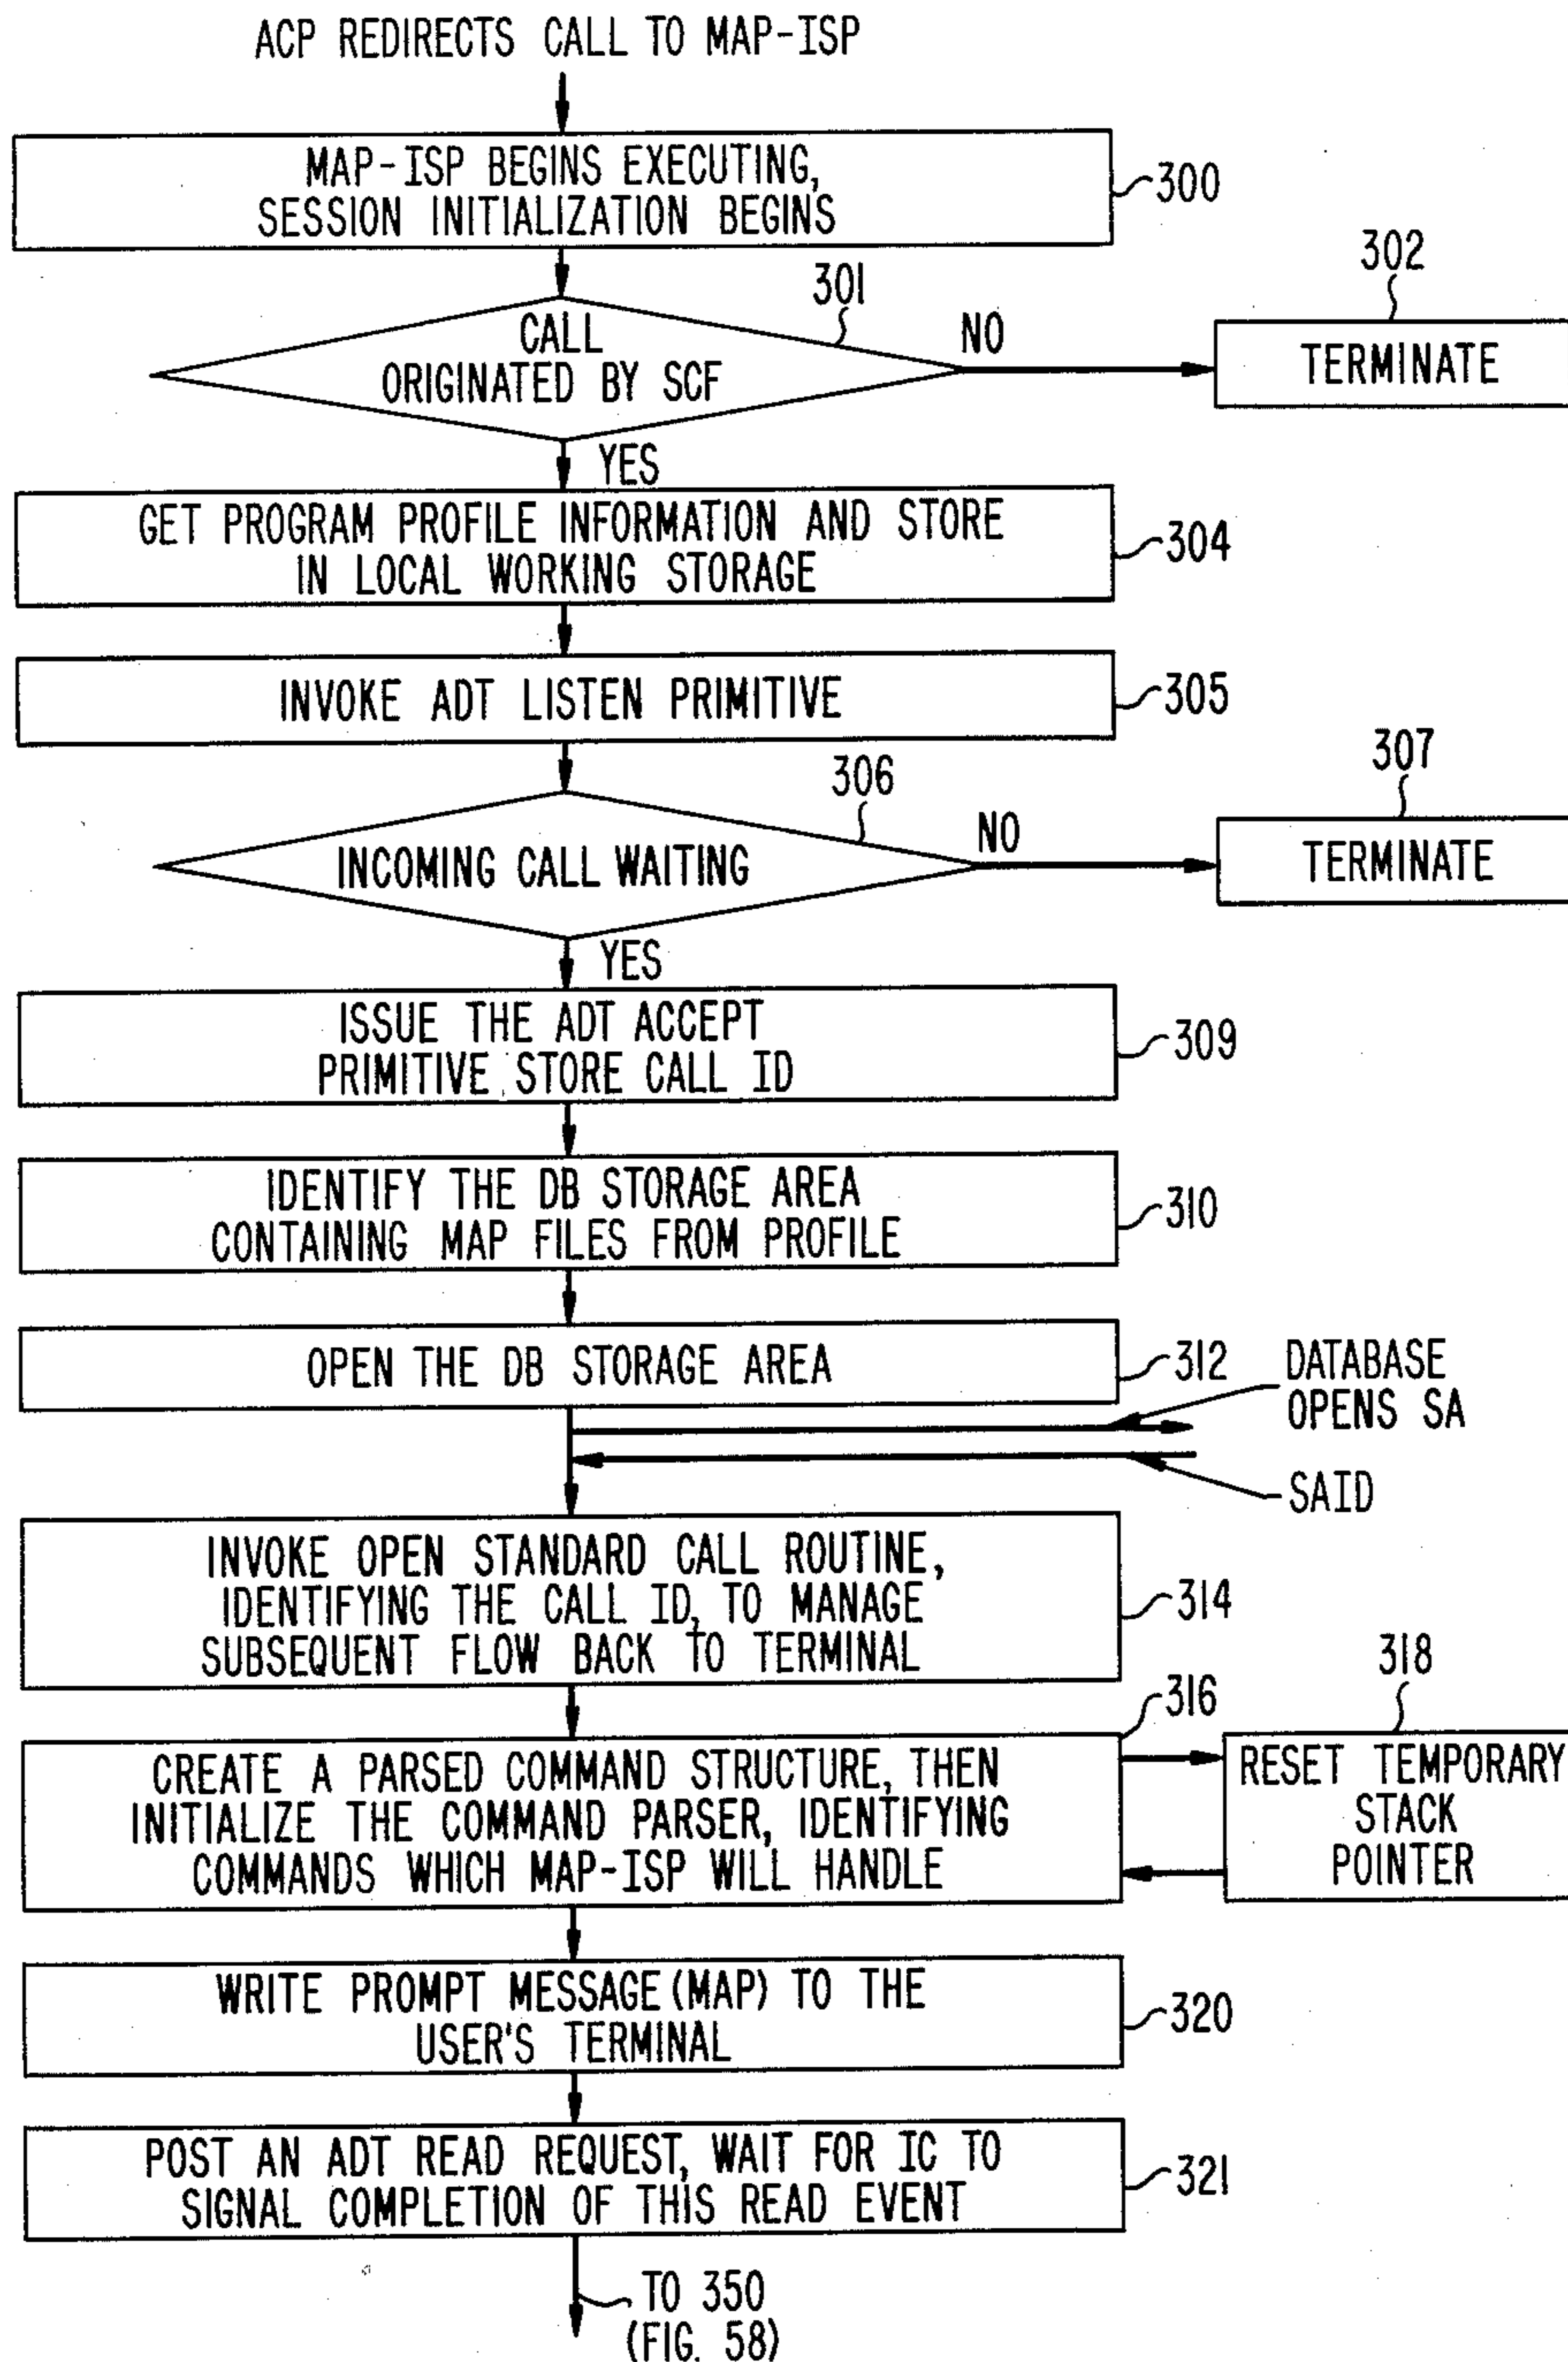 ACP REDIRECTS CALL TO MAP-ISP
MAP-ISP BEGINS EXECUTING,
SESSION INITIALIZATION BEGINS
300
301
302
CALL
ORIGINATED BY SCF
NO
TERMINATE
YES
GET PROGRAM PROFILE INFORMATION AND STORE
IN LOCAL WORKING STORAGE
304
INVOKE ADT LISTEN PRIMITIVE
305
306
307
INCOMING CALL WAITING
NO
TERMINATE
YES
ISSUE THE ADT ACCEPT
PRIMITIVE STORE CALL ID
309
IDENTIFY THE DB STORAGE AREA
CONTAINING MAP FILES FROM PROFILE
310
OPEN THE DB STORAGE AREA
312
DATABASE
OPENS SA
SAID
INVOKE OPEN STANDARD CALL ROUTINE,
IDENTIFYING THE CALL ID, TO MANAGE
SUBSEQUENT FLOW BACK TO TERMINAL
314
316
318
CREATE A PARSED COMMAND STRUCTURE, THEN
INITIALIZE THE COMMAND PARSER, IDENTIFYING
COMMANDS WHICH MAP-ISP WILL HANDLE
RESET TEMPORARY
STACK
POINTER
WRITE PROMPT MESSAGE (MAP) TO THE
USER'S TERMINAL
320
POST AN ADT READ REQUEST, WAIT FOR IC TO
SIGNAL COMPLETION OF THIS READ EVENT
321
TO 350
(FIG. 58)